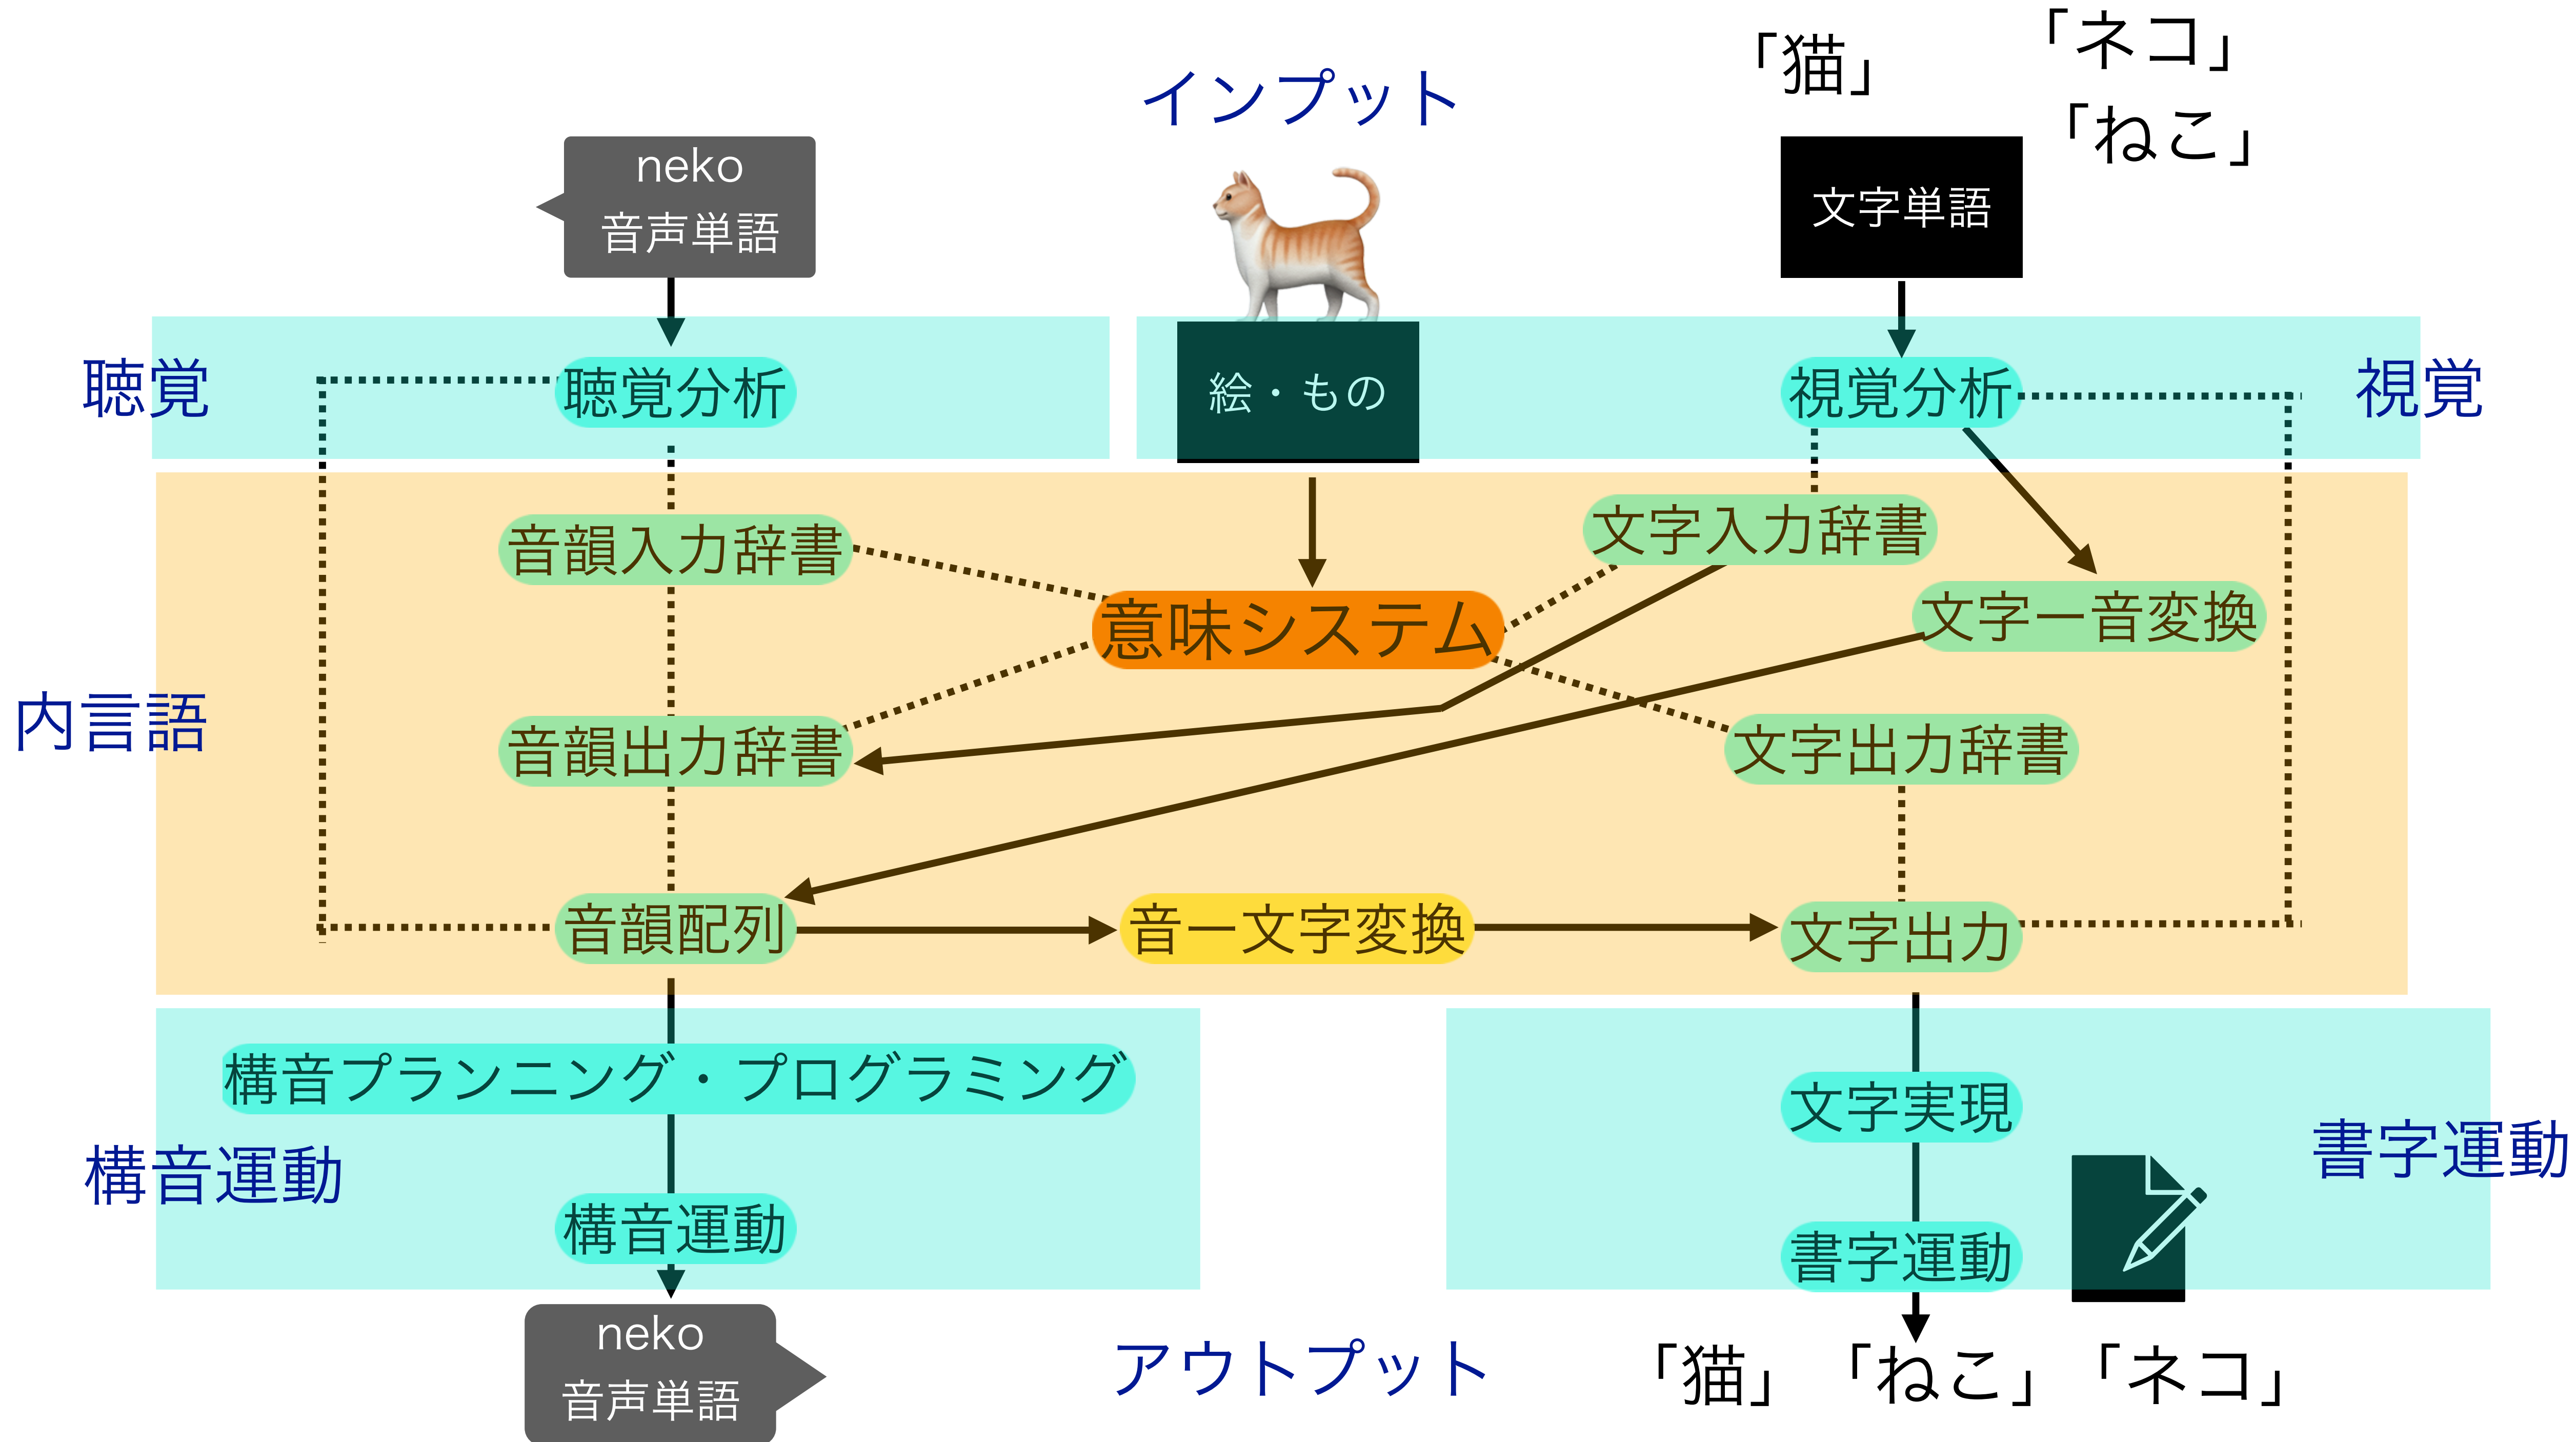 「猫」
「ネコ」
「ねこ」
インプット
neko
音声単語
文字単語
聴覚
聴覚分析
絵・もの
視覚分析
視覚
音韻入力辞書
文字入力辞書
意味システム
文字ー音変換
内言語
音韻出力辞書
文字出力辞書
音韻配列
音ー文字変換
文字出力
構音プランニング・プログラミング
文字実現
構音運動
書字運動
構音運動
書字運動
neko
音声単語
アウトプット
「猫」「ねこ」「ネコ」